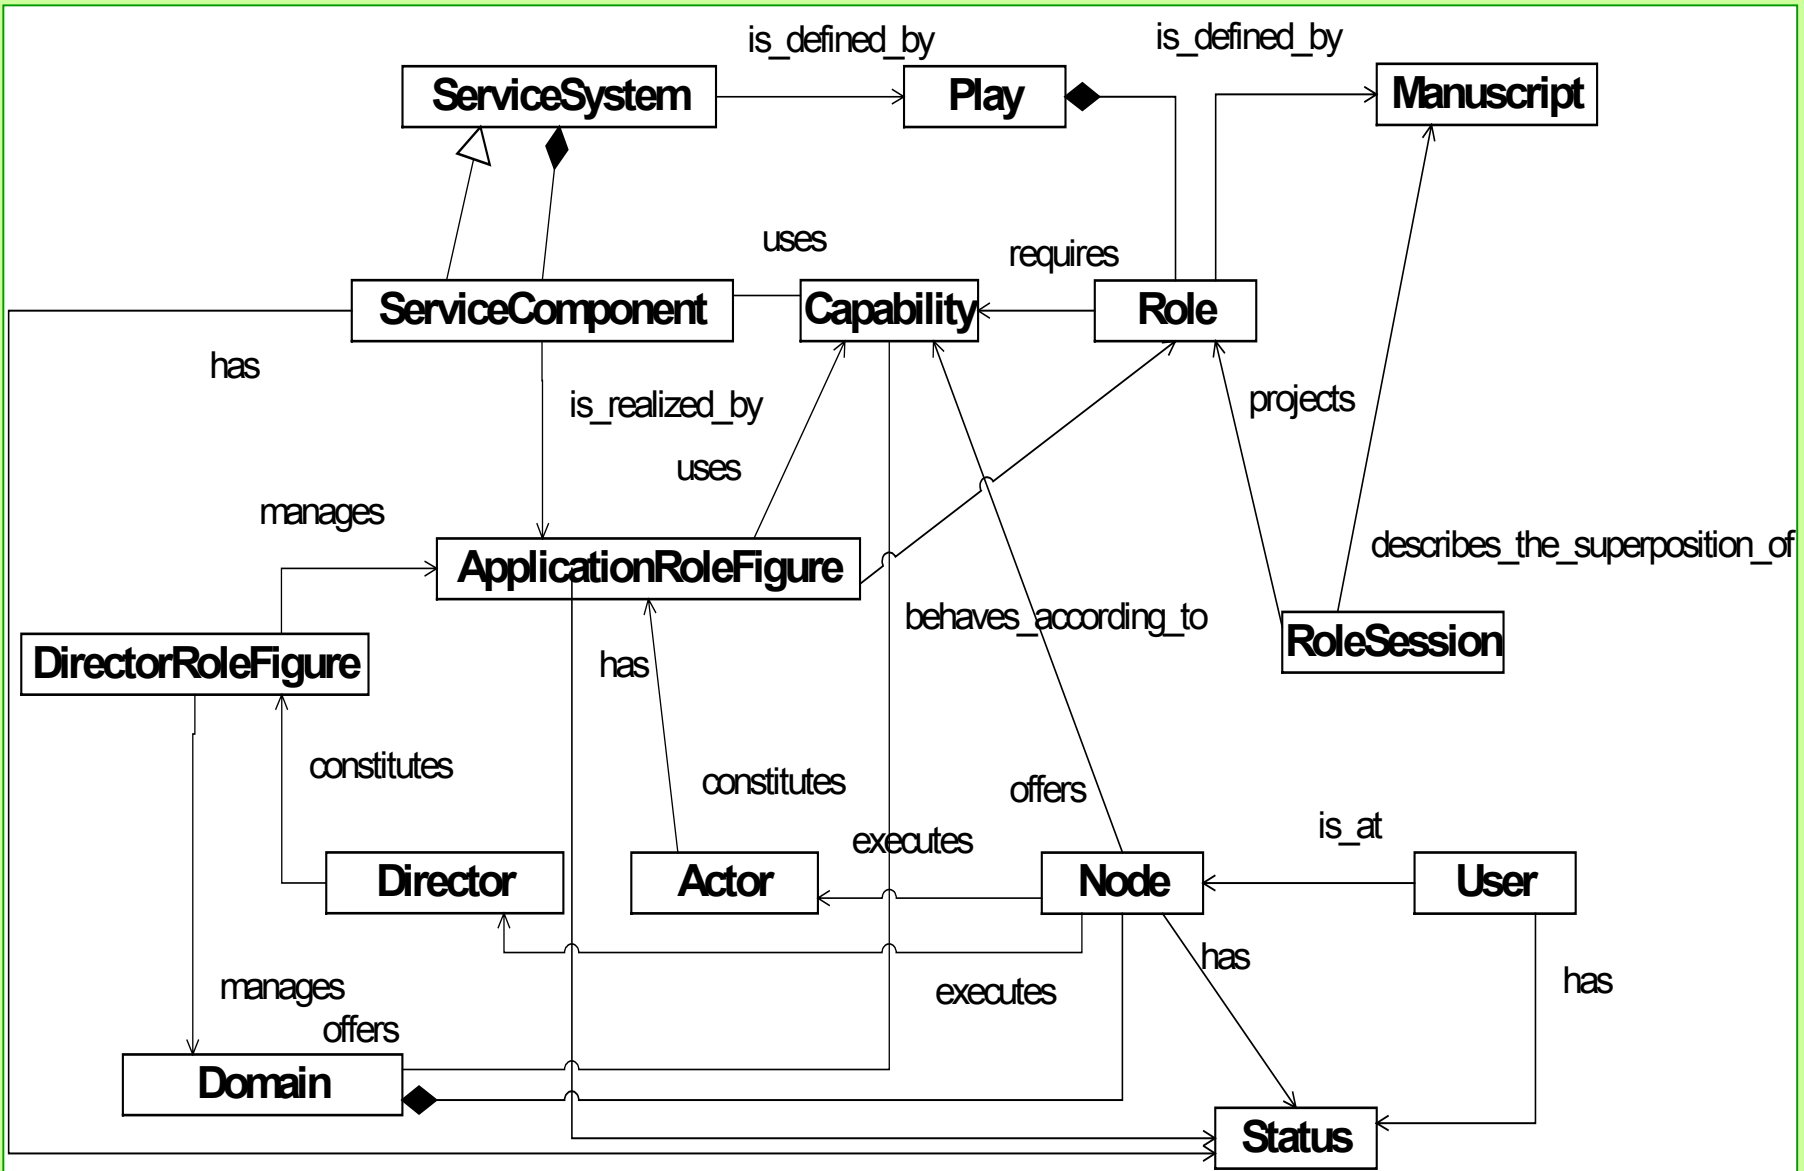 is_defined_by
is_defined_by
ServiceSystem
Play
Manuscript
uses
requires
ServiceComponent
Capability
Role
has
is_realized_by
projects
uses
manages
describes_the_superposition_of
ApplicationRoleFigure
behaves_according_to
RoleSession
DirectorRoleFigure
has
constitutes
constitutes
offers
is_at
executes
Director
Actor
Node
User
has
has
manages
executes
offers
Domain
Status